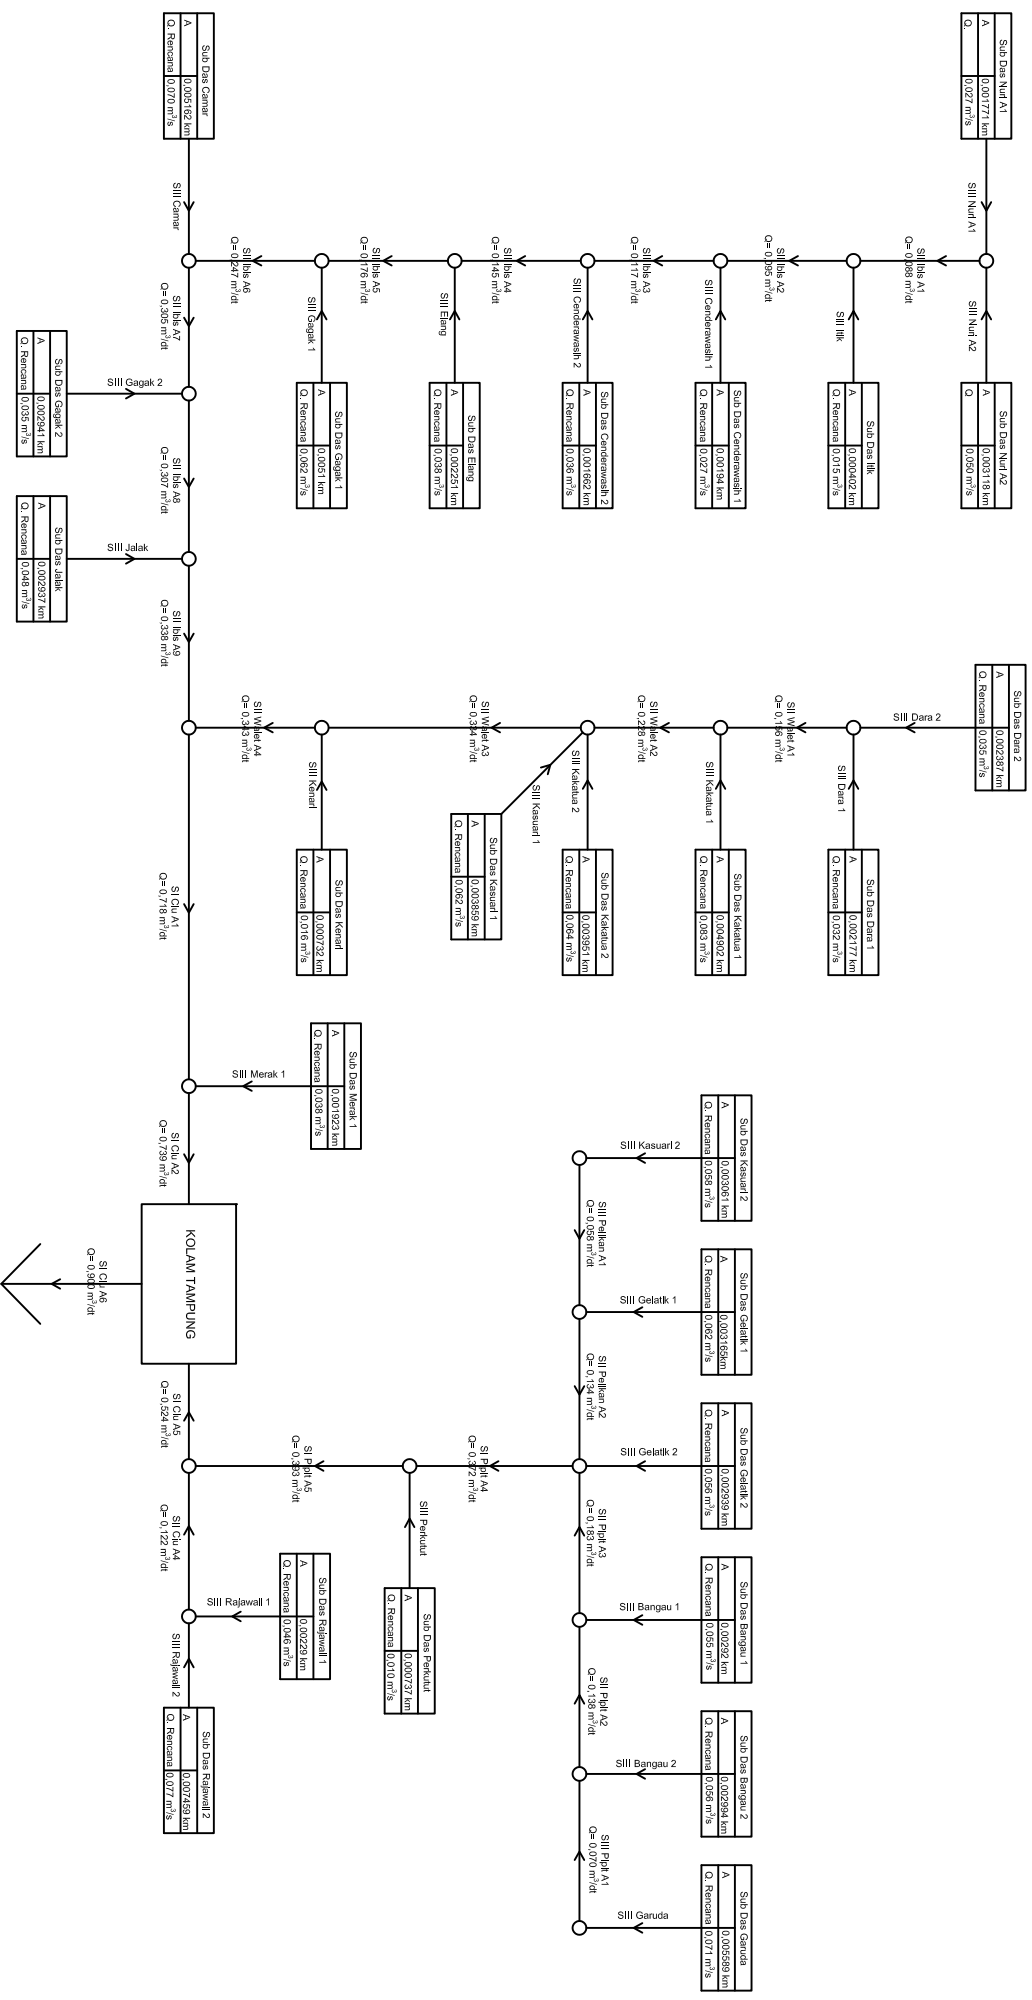 Sub Das Nuri A1
A 0,001771 km
Q. 0,027 m³/s
SIII Nuri A1
SIII Nuri A2
Sub Das Nuri A2
A 0,003118 km
Q 0,050 m³/s
SII Ibis A1
Q= 0,088 m³/dt
SIII Itik
Sub Das Itik
A 0,000402 km
Q. Rencana 0,015 m³/s
SII Ibis A2
Q= 0,095 m³/dt
SIII Cenderawasih 1
Sub Das Cenderawasih 1
A 0,00194 km
Q. Rencana 0,027 m³/s
SII Ibis A3
Q= 0,117 m³/dt
SIII Cenderawasih 2
Sub Das Cenderawasih 2
A 0,001662 km
Q. Rencana 0,036 m³/s
SII Ibis A4
Q= 0,145 m³/dt
SIII Elang
Sub Das Elang
A 0,002251 km
Q. Rencana 0,038 m³/s
SII Ibis A5
Q= 0,176 m³/dt
SIII Gagak 1
Sub Das Gagak 1
A 0,0051 km
Q. Rencana 0,062 m³/s
SII Ibis A6
Q= 0,247 m³/dt
Sub Das Camar
A 0,005162 km
Q. Rencana 0,070 m³/s
SIII Camar
SII Ibis A7
Q= 0,305 m³/dt
SIII Gagak 2
Sub Das Gagak 2
A 0,002941 km
Q. Rencana 0,035 m³/s
SII Ibis A8
Q= 0,307 m³/dt
SIII Jalak
Sub Das Jalak
A 0,002937 km
Q. Rencana 0,048 m³/s
SII Ibis A9
Q= 0,338 m³/dt
Sub Das Dara 2
A 0,002387 km
Q. Rencana 0,035 m³/s
SIII Dara 2
SIII Dara 1
Sub Das Dara 1
A 0,002177 km
Q. Rencana 0,032 m³/s
SII Walet A1
Q= 0,156 m³/dt
SIII Kakatua 1
Sub Das Kakatua 1
A 0,004902 km
Q. Rencana 0,083 m³/s
SII Walet A2
Q= 0,228 m³/dt
SIII Kakatua 2
Sub Das Kakatua 2
A 0,003951 km
Q. Rencana 0,064 m³/s
SIII Kasuari 1
Sub Das Kasuari 1
A 0,003859 km
Q. Rencana 0,062 m³/s
SII Walet A3
Q= 0,334 m³/dt
SIII Kenari
Sub Das Kenari
A 0,000732 km
Q. Rencana 0,016 m³/s
SII Walet A4
Q= 0,343 m³/dt
SI Ciu A1
Q= 0,718 m³/dt
SIII Merak 1
Sub Das Merak 1
A 0,001923 km
Q. Rencana 0,038 m³/s
SI Ciu A2
Q= 0,739 m³/dt
KOLAM TAMPUNG
SI Ciu A6
Q= 0,900 m³/dt
Sub Das Kasuari 2
A 0,003061 km
Q. Rencana 0,058 m³/s
SIII Kasuari 2
SIII Pelikan A1
Q= 0,058 m³/dt
Sub Das Gelatik 1
A 0,003165km
Q. Rencana 0,062 m³/s
SIII Gelatik 1
SII Pelikan A2
Q= 0,134 m³/dt
Sub Das Gelatik 2
A 0,002939 km
Q. Rencana 0,056 m³/s
SIII Gelatik 2
SII Pipit A3
Q= 0,183 m³/dt
Sub Das Bangau 1
A 0,00292 km
Q. Rencana 0,055 m³/s
SIII Bangau 1
SII Pipit A2
Q= 0,138 m³/dt
Sub Das Bangau 2
A 0,002994 km
Q. Rencana 0,056 m³/s
SIII Bangau 2
SIII Pipit A1
Q= 0,070 m³/dt
Sub Das Garuda
A 0,005589 km
Q. Rencana 0,071 m³/s
SIII Garuda
SI Pipit A4
Q= 0,372 m³/dt
SIII Perkutut
Sub Das Perkutut
A 0,000737 km
Q. Rencana 0,010 m³/s
SI Pipit A5
Q= 0,393 m³/dt
SI Ciu A5
Q= 0,524 m³/dt
SII Ciu A4
Q= 0,122 m³/dt
SIII Rajawali 1
Sub Das Rajawali 1
A 0,00229 km
Q. Rencana 0,046 m³/s
SIII Rajawali 2
Sub Das Rajawali 2
A 0,007459 km
Q. Rencana 0,077 m³/s